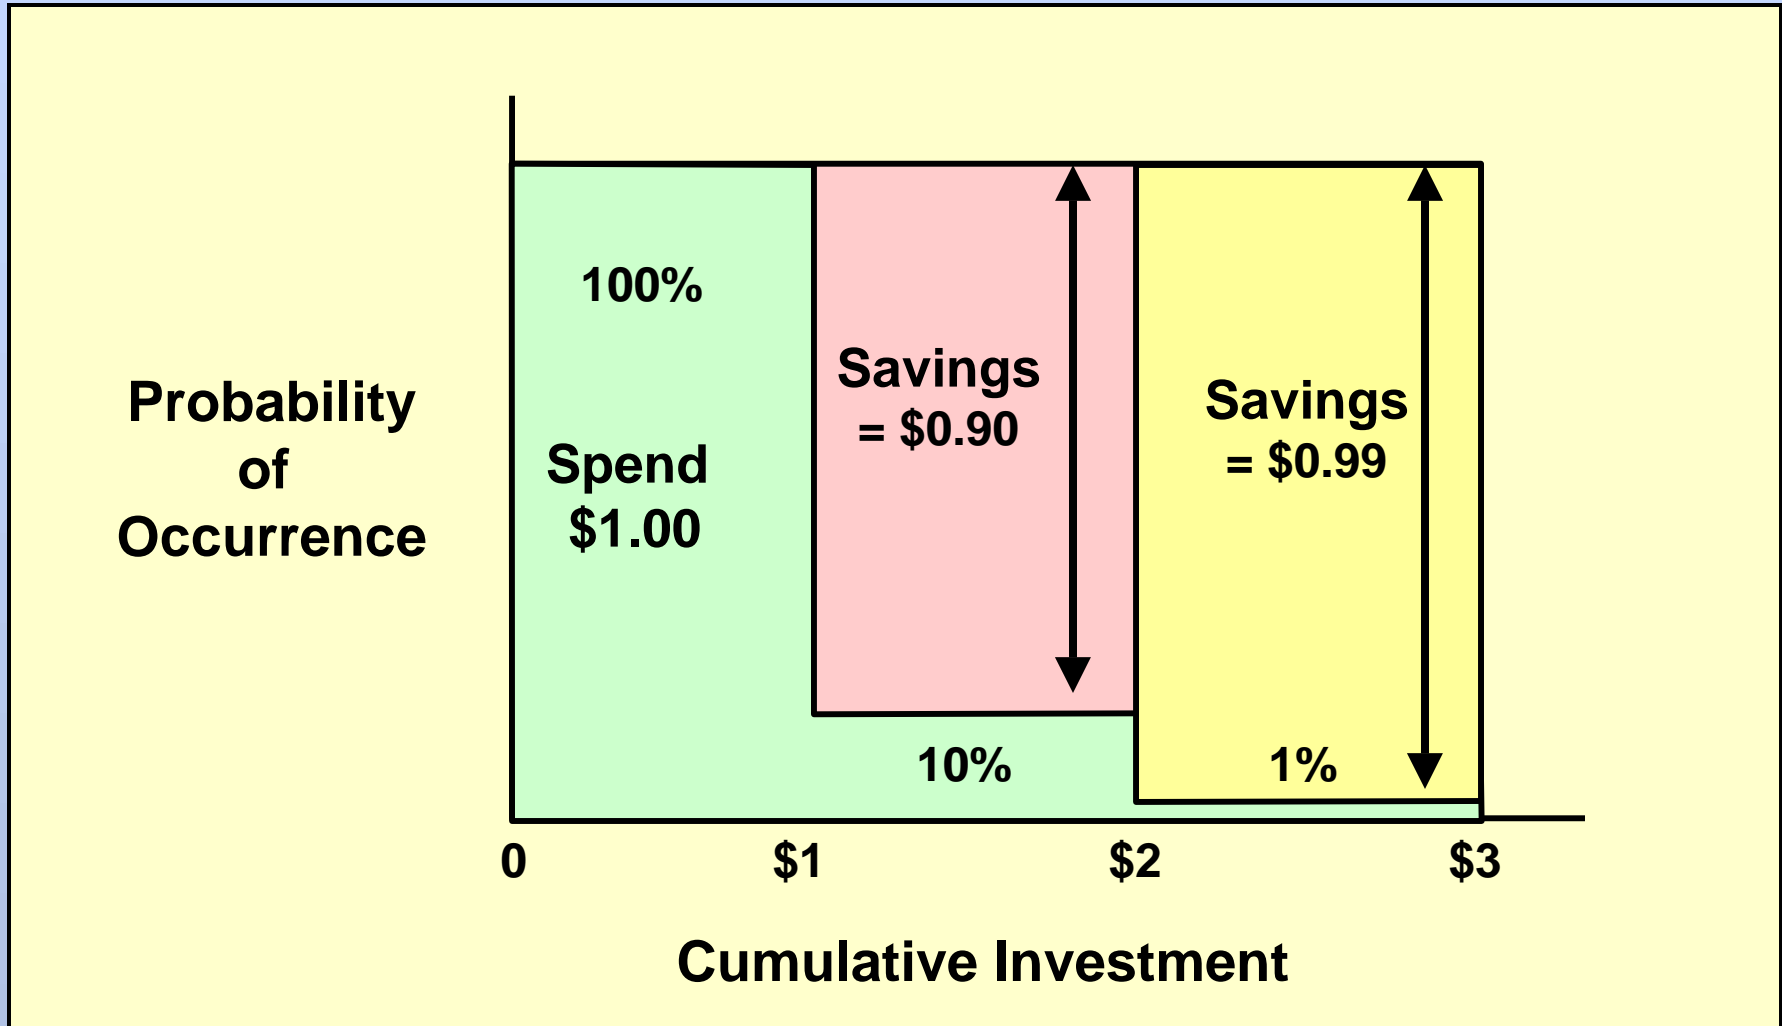 100%
Savings
= $0.90
Savings
= $0.99
Probability
of
Occurrence
Spend
$1.00
10%
1%
0
$1
$2
$3
Cumulative Investment